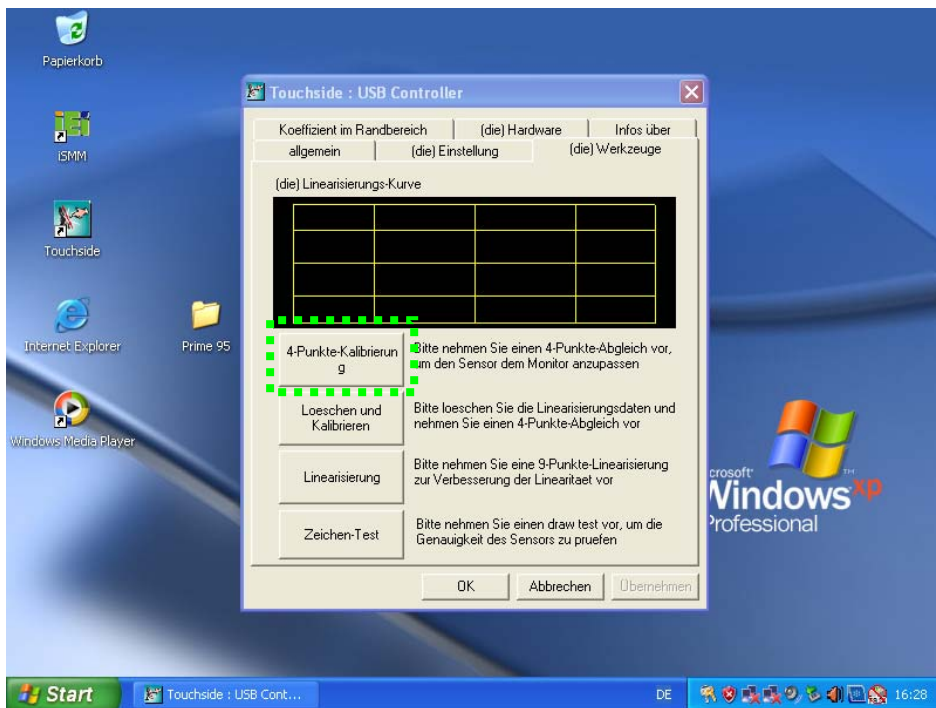 Papierkorb
iEi
iSMM
Touchside
Internet Explorer
Prime 95
Windows Media Player
Touchside : USB Controller
Koeffizient im Randbereich
(die) Hardware
Infos über
allgemein
(die) Einstellung
(die) Werkzeuge
(die) Linearisierungs-Kurve
4-Punkte-Kalibrierun
g
Bitte nehmen Sie einen 4-Punkte-Abgleich vor,
um den Sensor dem Monitor anzupassen
Loeschen und
Kalibrieren
Bitte loeschen Sie die Linearisierungsdaten und
nehmen Sie einen 4-Punkte-Abgleich vor
Linearisierung
Bitte nehmen Sie eine 9-Punkte-Linearisierung
zur Verbesserung der Linearitaet vor
Zeichen-Test
Bitte nehmen Sie einen draw test vor, um die
Genauigkeit des Sensors zu pruefen
OK
Abbrechen
Übernehmen
crosoft
Windows xp
Professional
Start
Touchside : USB Cont...
DE
16:28